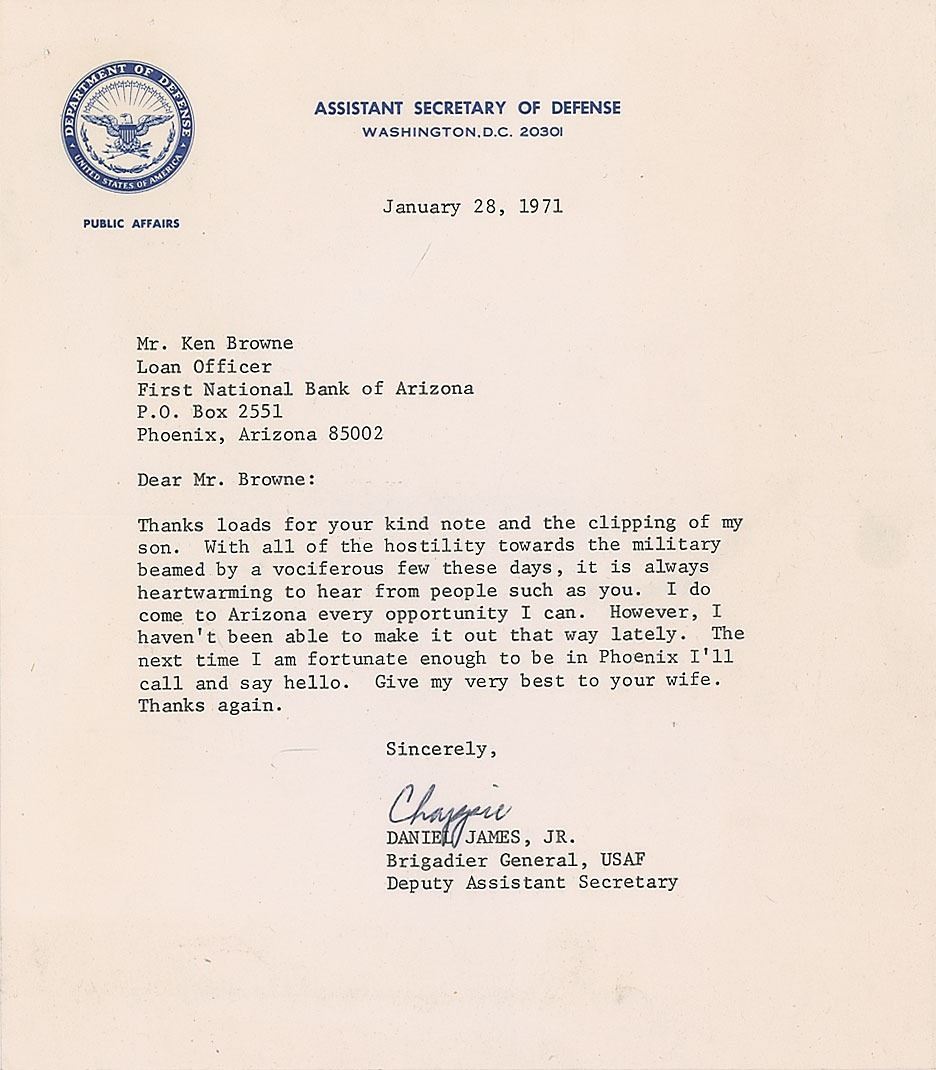 DEPARTMENT OF DEFENSE
UNITED STATES OF AMERICA
PUBLIC AFFAIRS
ASSISTANT SECRETARY OF DEFENSE
WASHINGTON, D.C. 20301
January 28, 1971
Mr. Ken Browne
Loan Officer
First National Bank of Arizona
P.O. Box 2551
Phoenix, Arizona 85002
Dear Mr. Browne:
Thanks loads for your kind note and the clipping of my
son. With all of the hostility towards the military
beamed by a vociferous few these days, it is always
heartwarming to hear from people such as you. I do
come to Arizona every opportunity I can. However, I
haven't been able to make it out that way lately. The
next time I am fortunate enough to be in Phoenix I'll
call and say hello. Give my very best to your wife.
Thanks again.
Sincerely,
Chappie
DANIEL JAMES, JR.
Brigadier General, USAF
Deputy Assistant Secretary